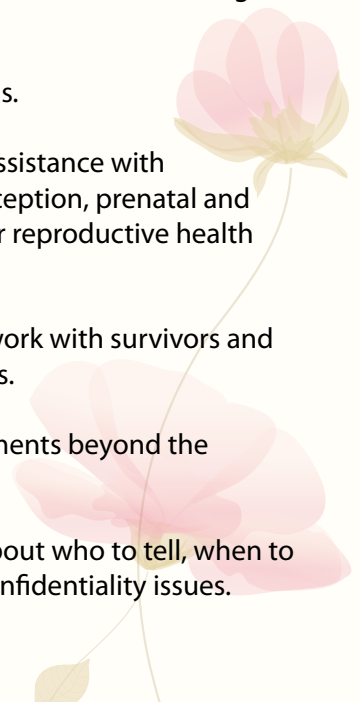 s.
ssistance with
ception, prenatal and
r reproductive health
work with survivors and
s.
ments beyond the
bout who to tell, when to
nfidentiality issues.